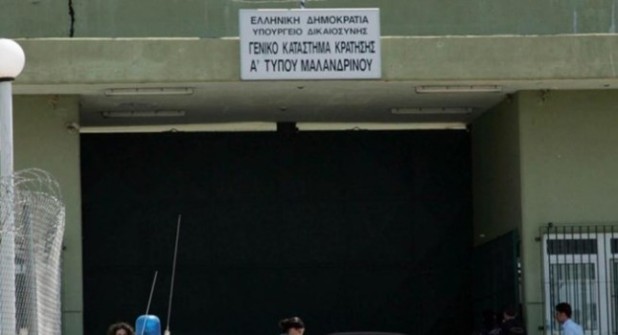 ΕΛΛΗΝΙΚΗ ΔΗΜΟΚΡΑΤΙΑ
ΥΠΟΥΡΓΕΙΟ ΔΙΚΑΙΟΣΥΝΗΣ
ΓΕΝΙΚΟ ΚΑΤΑΣΤΗΜΑ ΚΡΑΤΗΣΗΣ
Α΄ ΤΥΠΟΥ ΜΑΛΑΝΔΡΙΝΟΥ